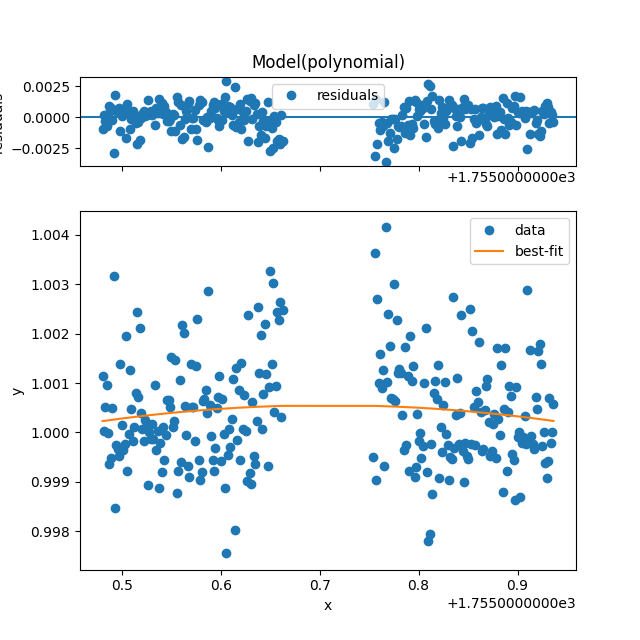 Model(polynomial)
residuals
0.0025
0.0000
−0.0025
+1.7550000000e3
data
best-fit
1.004
1.003
1.002
1.001
1.000
0.999
0.998
y
0.5 0.6 0.7 0.8 0.9
x
+1.7550000000e3